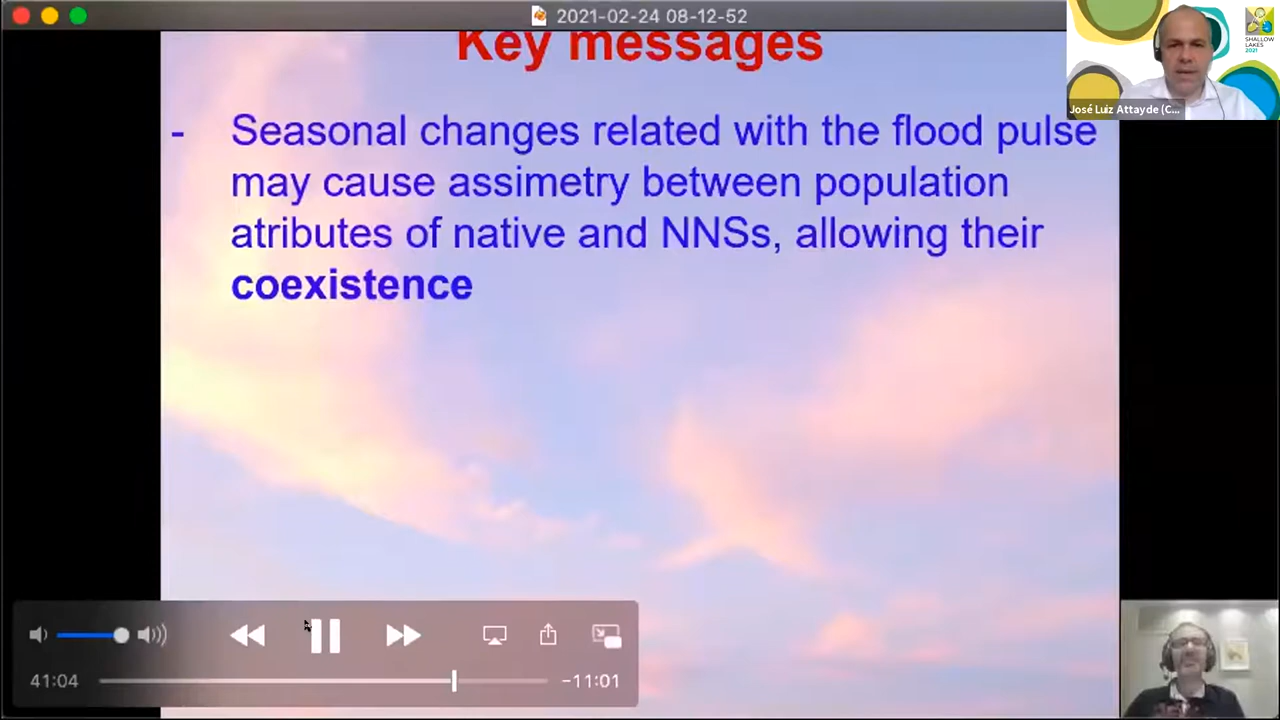 2021-02-24 08-12-52
Key messages
SHALLOW
LAKES
2021
José Luiz Attayde (C...
- Seasonal changes related with the flood pulse
may cause assimetry between population
atributes of native and NNSs, allowing their
coexistence
41:04
−11:01